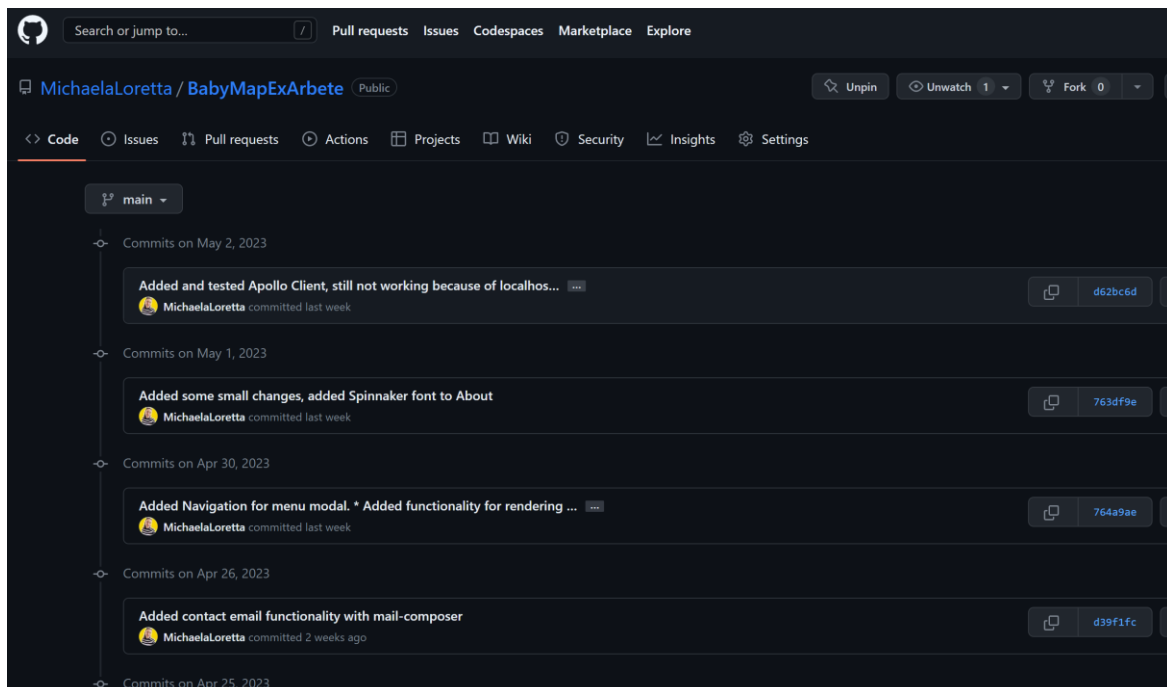 Search or jump to... / Pull requests Issues Codespaces Marketplace Explore
MichaelaLoretta / BabyMapExArbete Public Unpin Unwatch 1 Fork 0
<> Code Issues Pull requests Actions Projects Wiki Security Insights Settings
main
Commits on May 2, 2023
Added and tested Apollo Client, still not working because of localhos... ...
MichaelaLoretta committed last week
d62bc6d
Commits on May 1, 2023
Added some small changes, added Spinnaker font to About
MichaelaLoretta committed last week
763df9e
Commits on Apr 30, 2023
Added Navigation for menu modal. * Added functionality for rendering ... ...
MichaelaLoretta committed last week
764a9ae
Commits on Apr 26, 2023
Added contact email functionality with mail-composer
MichaelaLoretta committed 2 weeks ago
d39f1fc
Commits on Apr 25, 2023